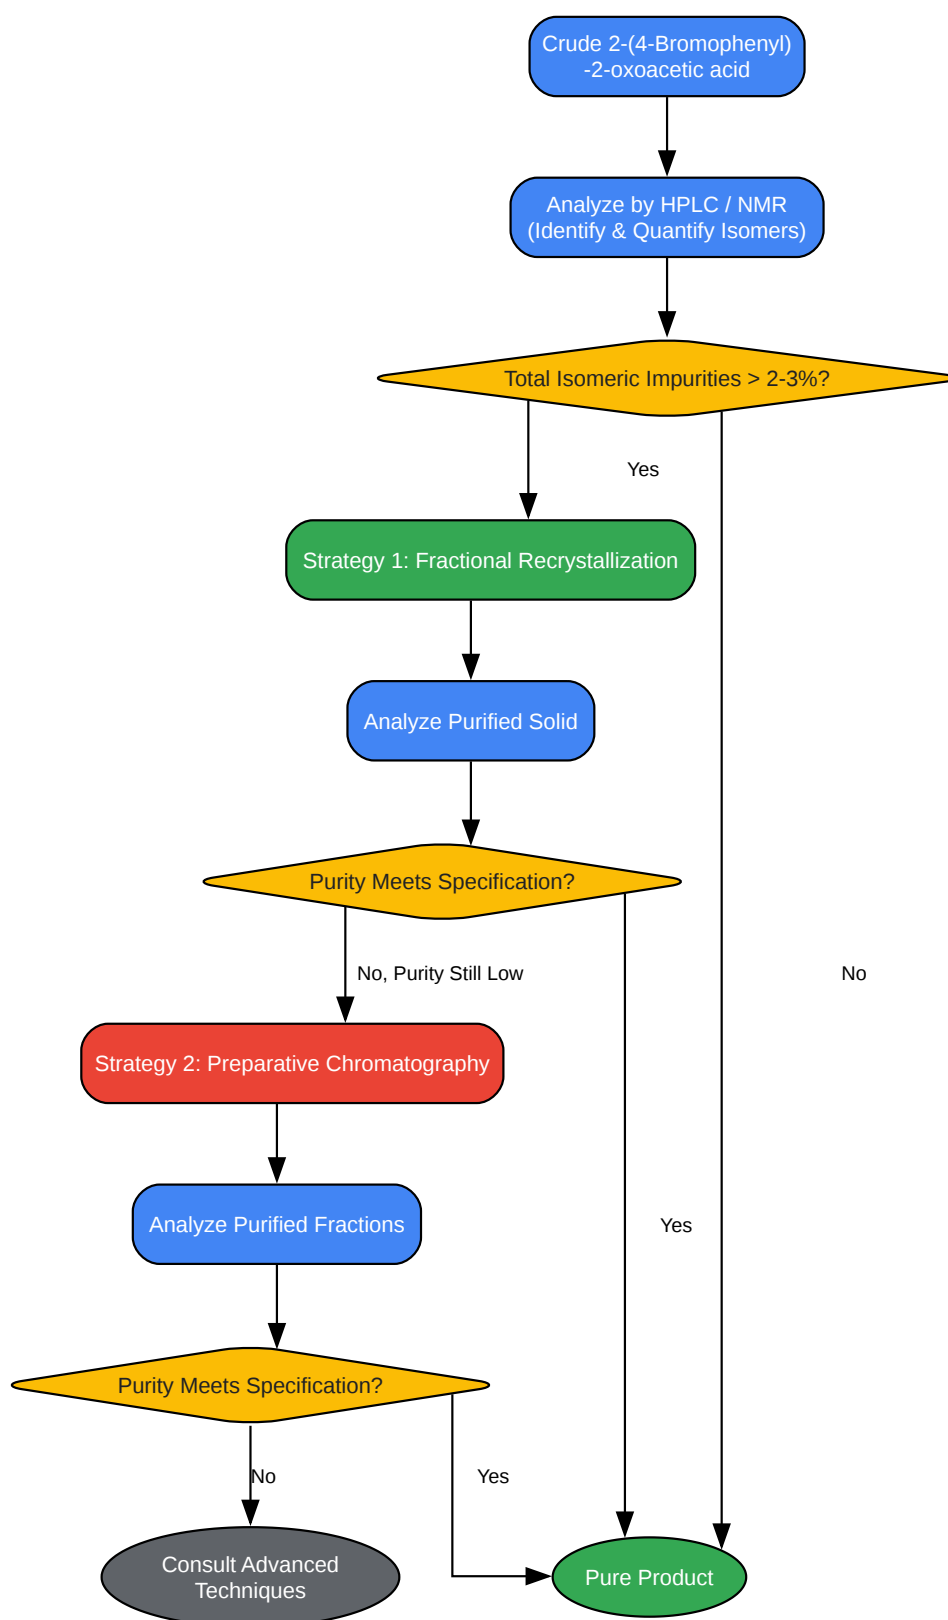 Crude 2-(4-Bromophenyl)
-2-oxoacetic acid
Analyze by HPLC / NMR
(Identify & Quantify Isomers)
Total Isomeric Impurities > 2-3%?
Yes
Strategy 1: Fractional Recrystallization
Analyze Purified Solid
Purity Meets Specification?
No, Purity Still Low
No
Strategy 2: Preparative Chromatography
Analyze Purified Fractions
Yes
Purity Meets Specification?
No
Yes
Consult Advanced
Techniques
Pure Product